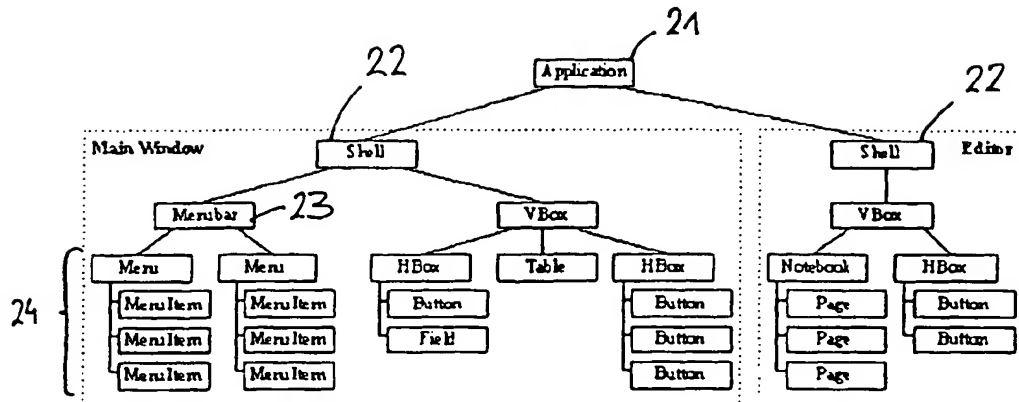 21
Application
22 22
Main Window Shell Shell Editor
Menubar 23 VBox VBox
Menu Menu HBox Table HBox Notebook HBox
24 MenuItem MenuItem Button Button Page Button
MenuItem MenuItem Field Button Page Button
MenuItem MenuItem Button Page